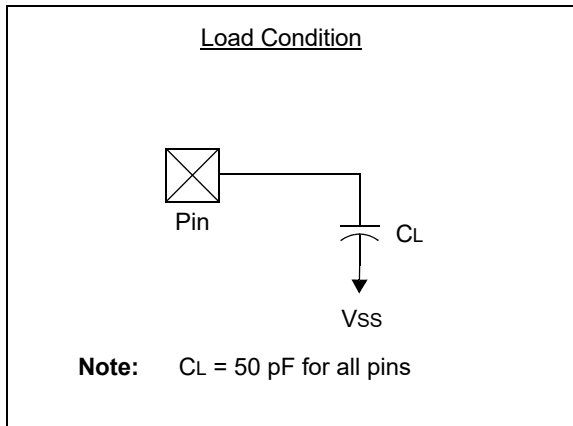 Load Condition
Pin
CL
VSS
Note: CL = 50 pF for all pins